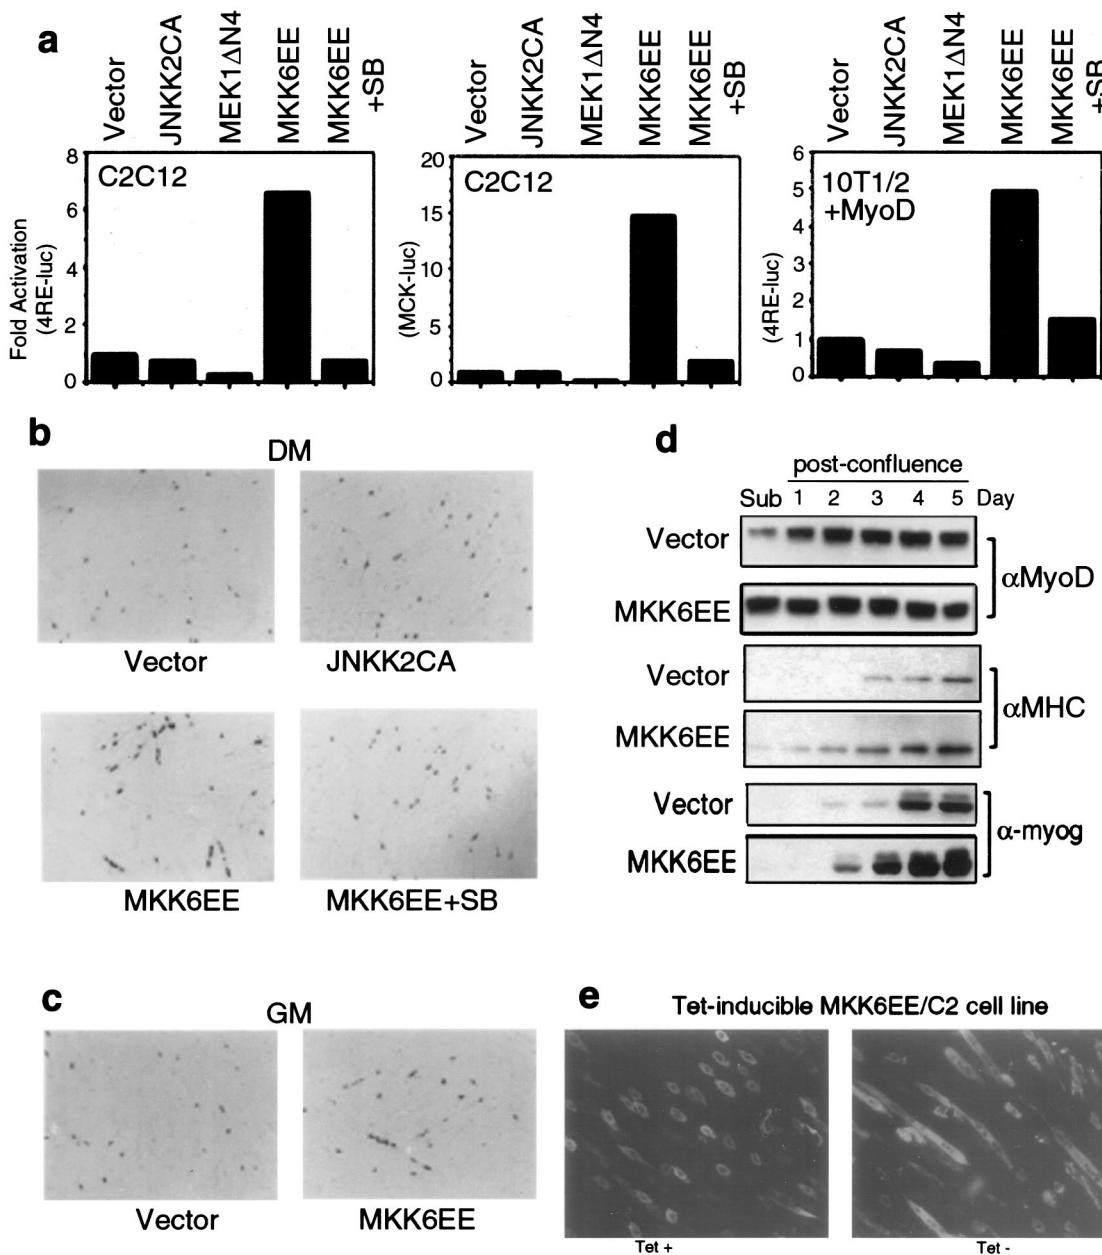 a
Vector
JNKK2CA
MEK1ΔN4
MKK6EE
MKK6EE
+SB
Fold Activation
(4RE-luc)
8
6
4
2
0
C2C12
Vector
JNKK2CA
MEK1ΔN4
MKK6EE
MKK6EE
+SB
(MCK-luc)
20
15
10
5
0
C2C12
Vector
JNKK2CA
MEK1ΔN4
MKK6EE
MKK6EE
+SB
(4RE-luc)
6
5
4
3
2
1
0
10T1/2
+MyoD
b
DM
Vector
JNKK2CA
MKK6EE
MKK6EE+SB
c
GM
Vector
MKK6EE
d
post-confluence
Sub 1 2 3 4 5 Day
Vector
MKK6EE
αMyoD
Vector
MKK6EE
αMHC
Vector
MKK6EE
α-myog
e
Tet-inducible MKK6EE/C2 cell line
Tet +
Tet -